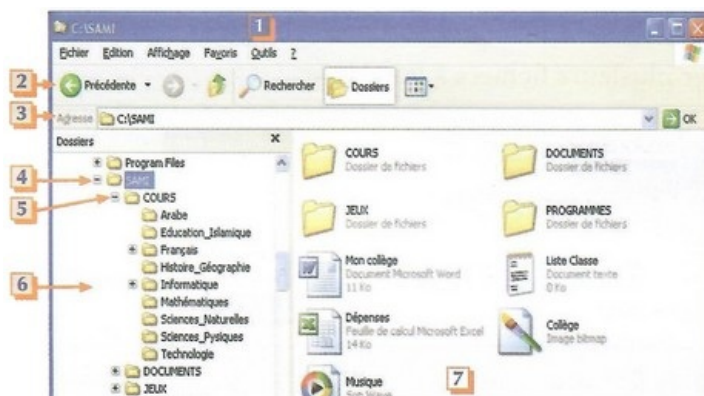 C:\SAMI
1
Fichier Edition Affichage Favoris Outils ?
2
Précédente Rechercher Dossiers
3
Agresse C:\SAMI OK
Dossiers x
Program Files
4
SAMI
5
COURS
Arabe
Education_Islamique
Français
Histoire_Géographie
6
Informatique
Mathématiques
Sciences_Naturelles
Sciences_Pysiques
Technologie
DOCUMENTS
JEUX
COURS
Dossier de fichiers
DOCUMENTS
Dossier de fichiers
JEUX
Dossier de fichiers
PROGRAMMES
Dossier de fichiers
Mon collège
Document Microsoft Word
11 Ko
Liste Classe
Document texte
0 Ko
Dépenses
Feuille de calcul Microsoft Excel
14 Ko
Collège
Image bitmap
Musique
Son Wave
7